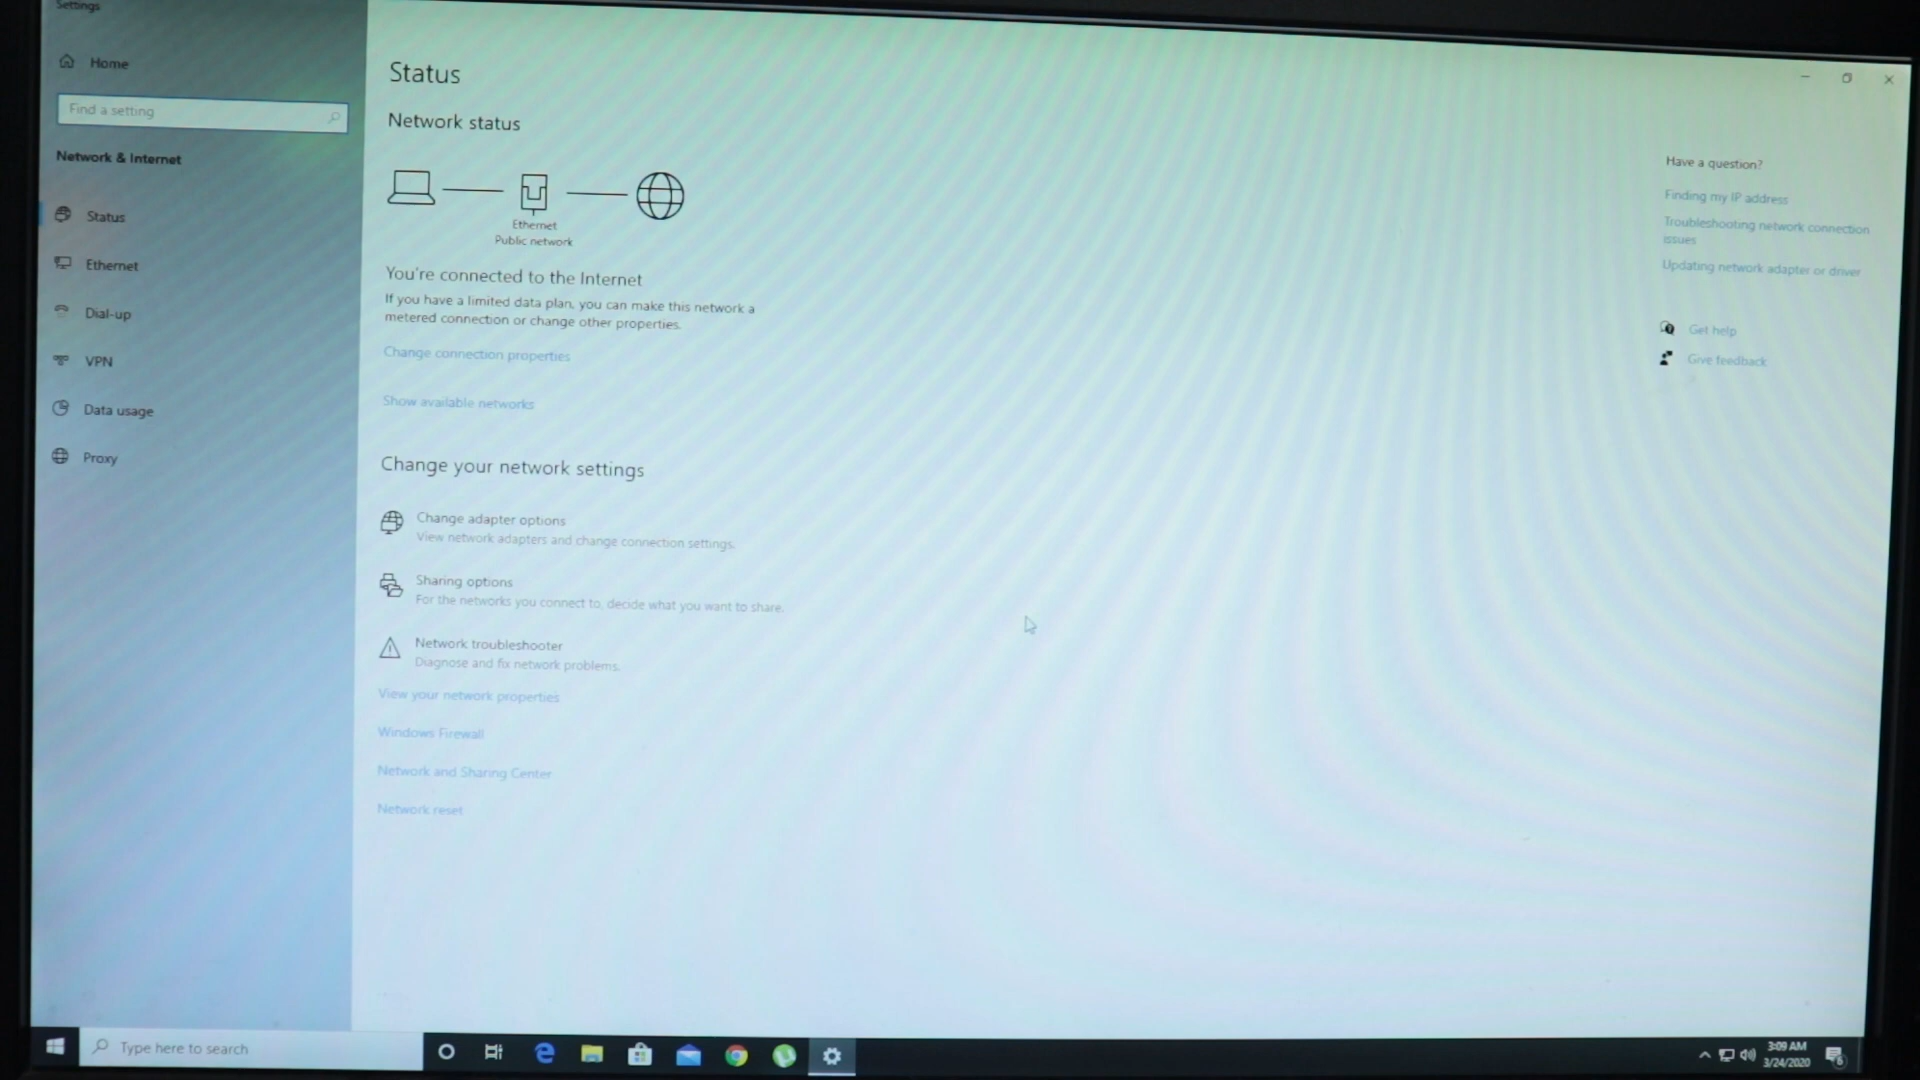 Settings
Home
Find a setting
Network & Internet
Status
Ethernet
Dial-up
VPN
Data usage
Proxy
Status
Network status
Ethernet
Public network
You're connected to the Internet
If you have a limited data plan, you can make this network a
metered connection or change other properties.
Change connection properties
Show available networks
Change your network settings
Change adapter options
View network adapters and change connection settings.
Sharing options
For the networks you connect to, decide what you want to share.
Network troubleshooter
Diagnose and fix network problems.
View your network properties
Windows Firewall
Network and Sharing Center
Network reset
Have a question?
Finding my IP address
Troubleshooting network connection
issues
Updating network adapter or driver
Get help
Give feedback
Type here to search
3:09 AM
3/24/2020
6